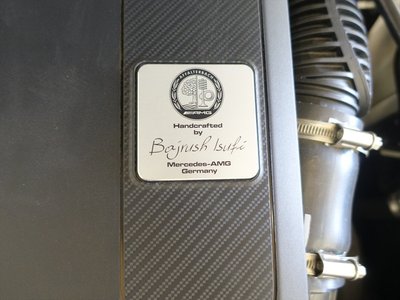 AFFALTERBACH
AMG
Handcrafted
by
Bajrush Isufi
Mercedes-AMG
Germany